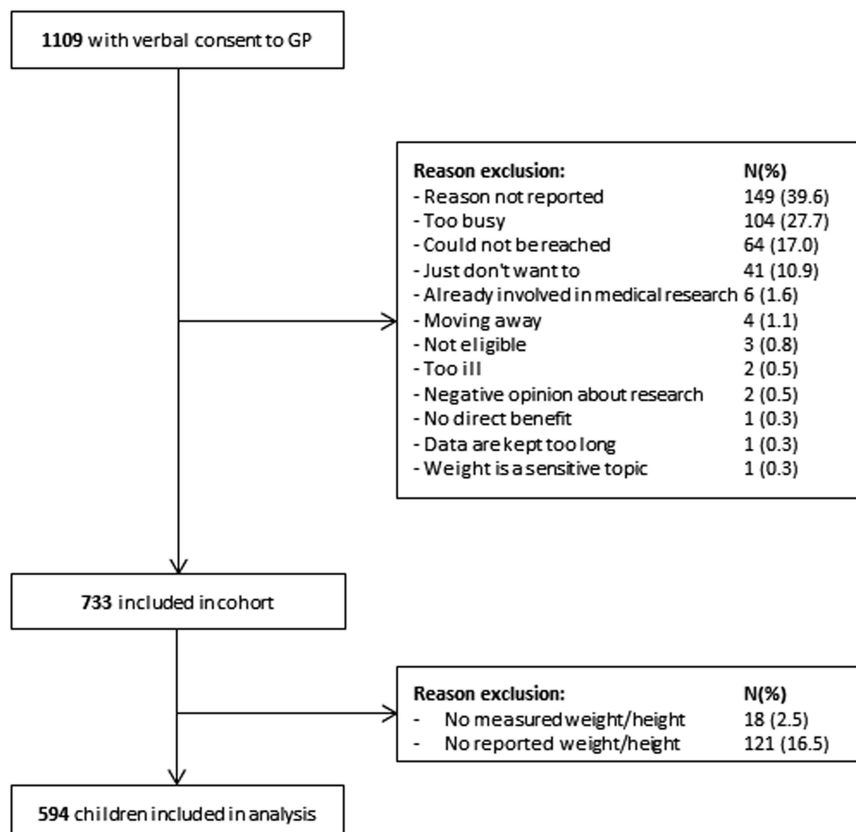 1109 with verbal consent to GP
Reason exclusion: N(%)
- Reason not reported 149 (39.6)
- Too busy 104 (27.7)
- Could not be reached 64 (17.0)
- Just don't want to 41 (10.9)
- Already involved in medical research 6 (1.6)
- Moving away 4 (1.1)
- Not eligible 3 (0.8)
- Too ill 2 (0.5)
- Negative opinion about research 2 (0.5)
- No direct benefit 1 (0.3)
- Data are kept too long 1 (0.3)
- Weight is a sensitive topic 1 (0.3)
733 included in cohort
Reason exclusion: N(%)
- No measured weight/height 18 (2.5)
- No reported weight/height 121 (16.5)
594 children included in analysis